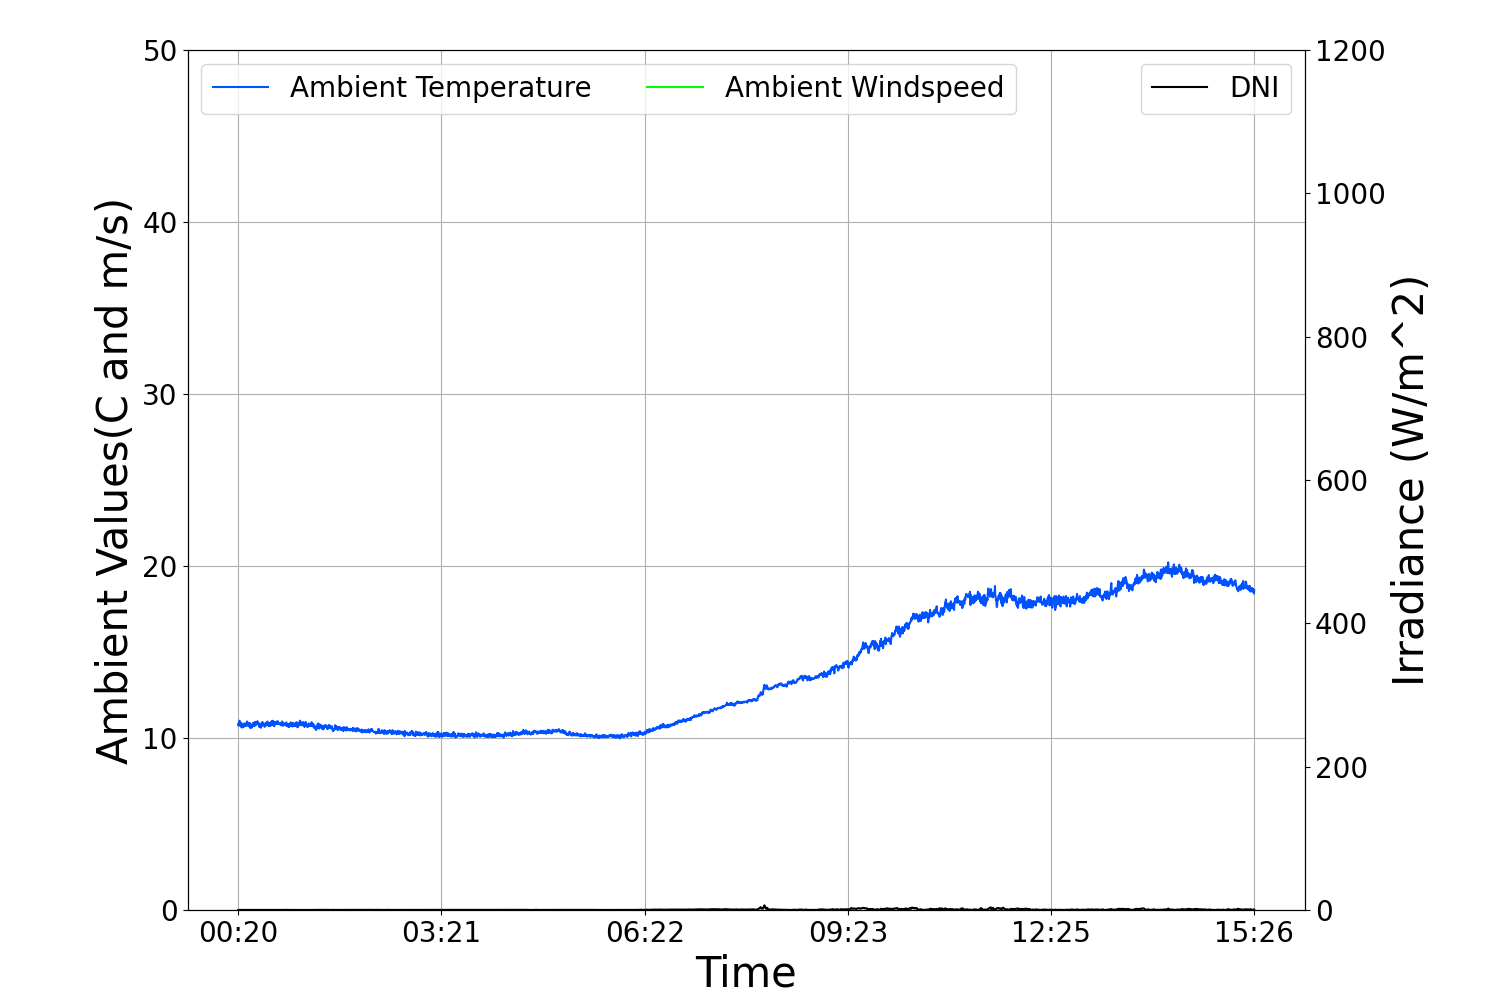 Ambient Temperature
Ambient Windspeed
DNI
Ambient Values(C and m/s)
50
40
30
20
10
0
1200
1000
800
600
400
200
0
Irradiance (W/m^2)
00:20 03:21 06:22 09:23 12:25 15:26
Time